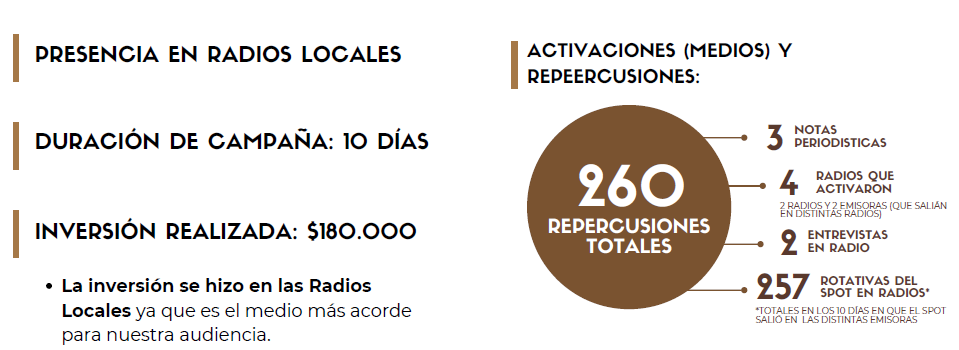 PRESENCIA EN RADIOS LOCALES
DURACIÓN DE CAMPAÑA: 10 DÍAS
INVERSIÓN REALIZADA: $180.000
• La inversión se hizo en las Radios
Locales ya que es el medio más acorde
para nuestra audiencia.
ACTIVACIONES (MEDIOS) Y
REPEERCUSIONES:
260
REPERCUSIONES
TOTALES
3 NOTAS
PERIODISTICAS
4 RADIOS QUE
ACTIVARON
2 RADIOS Y 2 EMISORAS (QUE SALIÁN
EN DISTINTAS RADIOS)
2 ENTREVISTAS
EN RADIO
257 ROTATIVAS DEL
SPOT EN RADIOS*
*TOTALES EN LOS 10 DÍAS EN QUE EL SPOT
SALIÓ EN LAS DISTINTAS EMISORAS